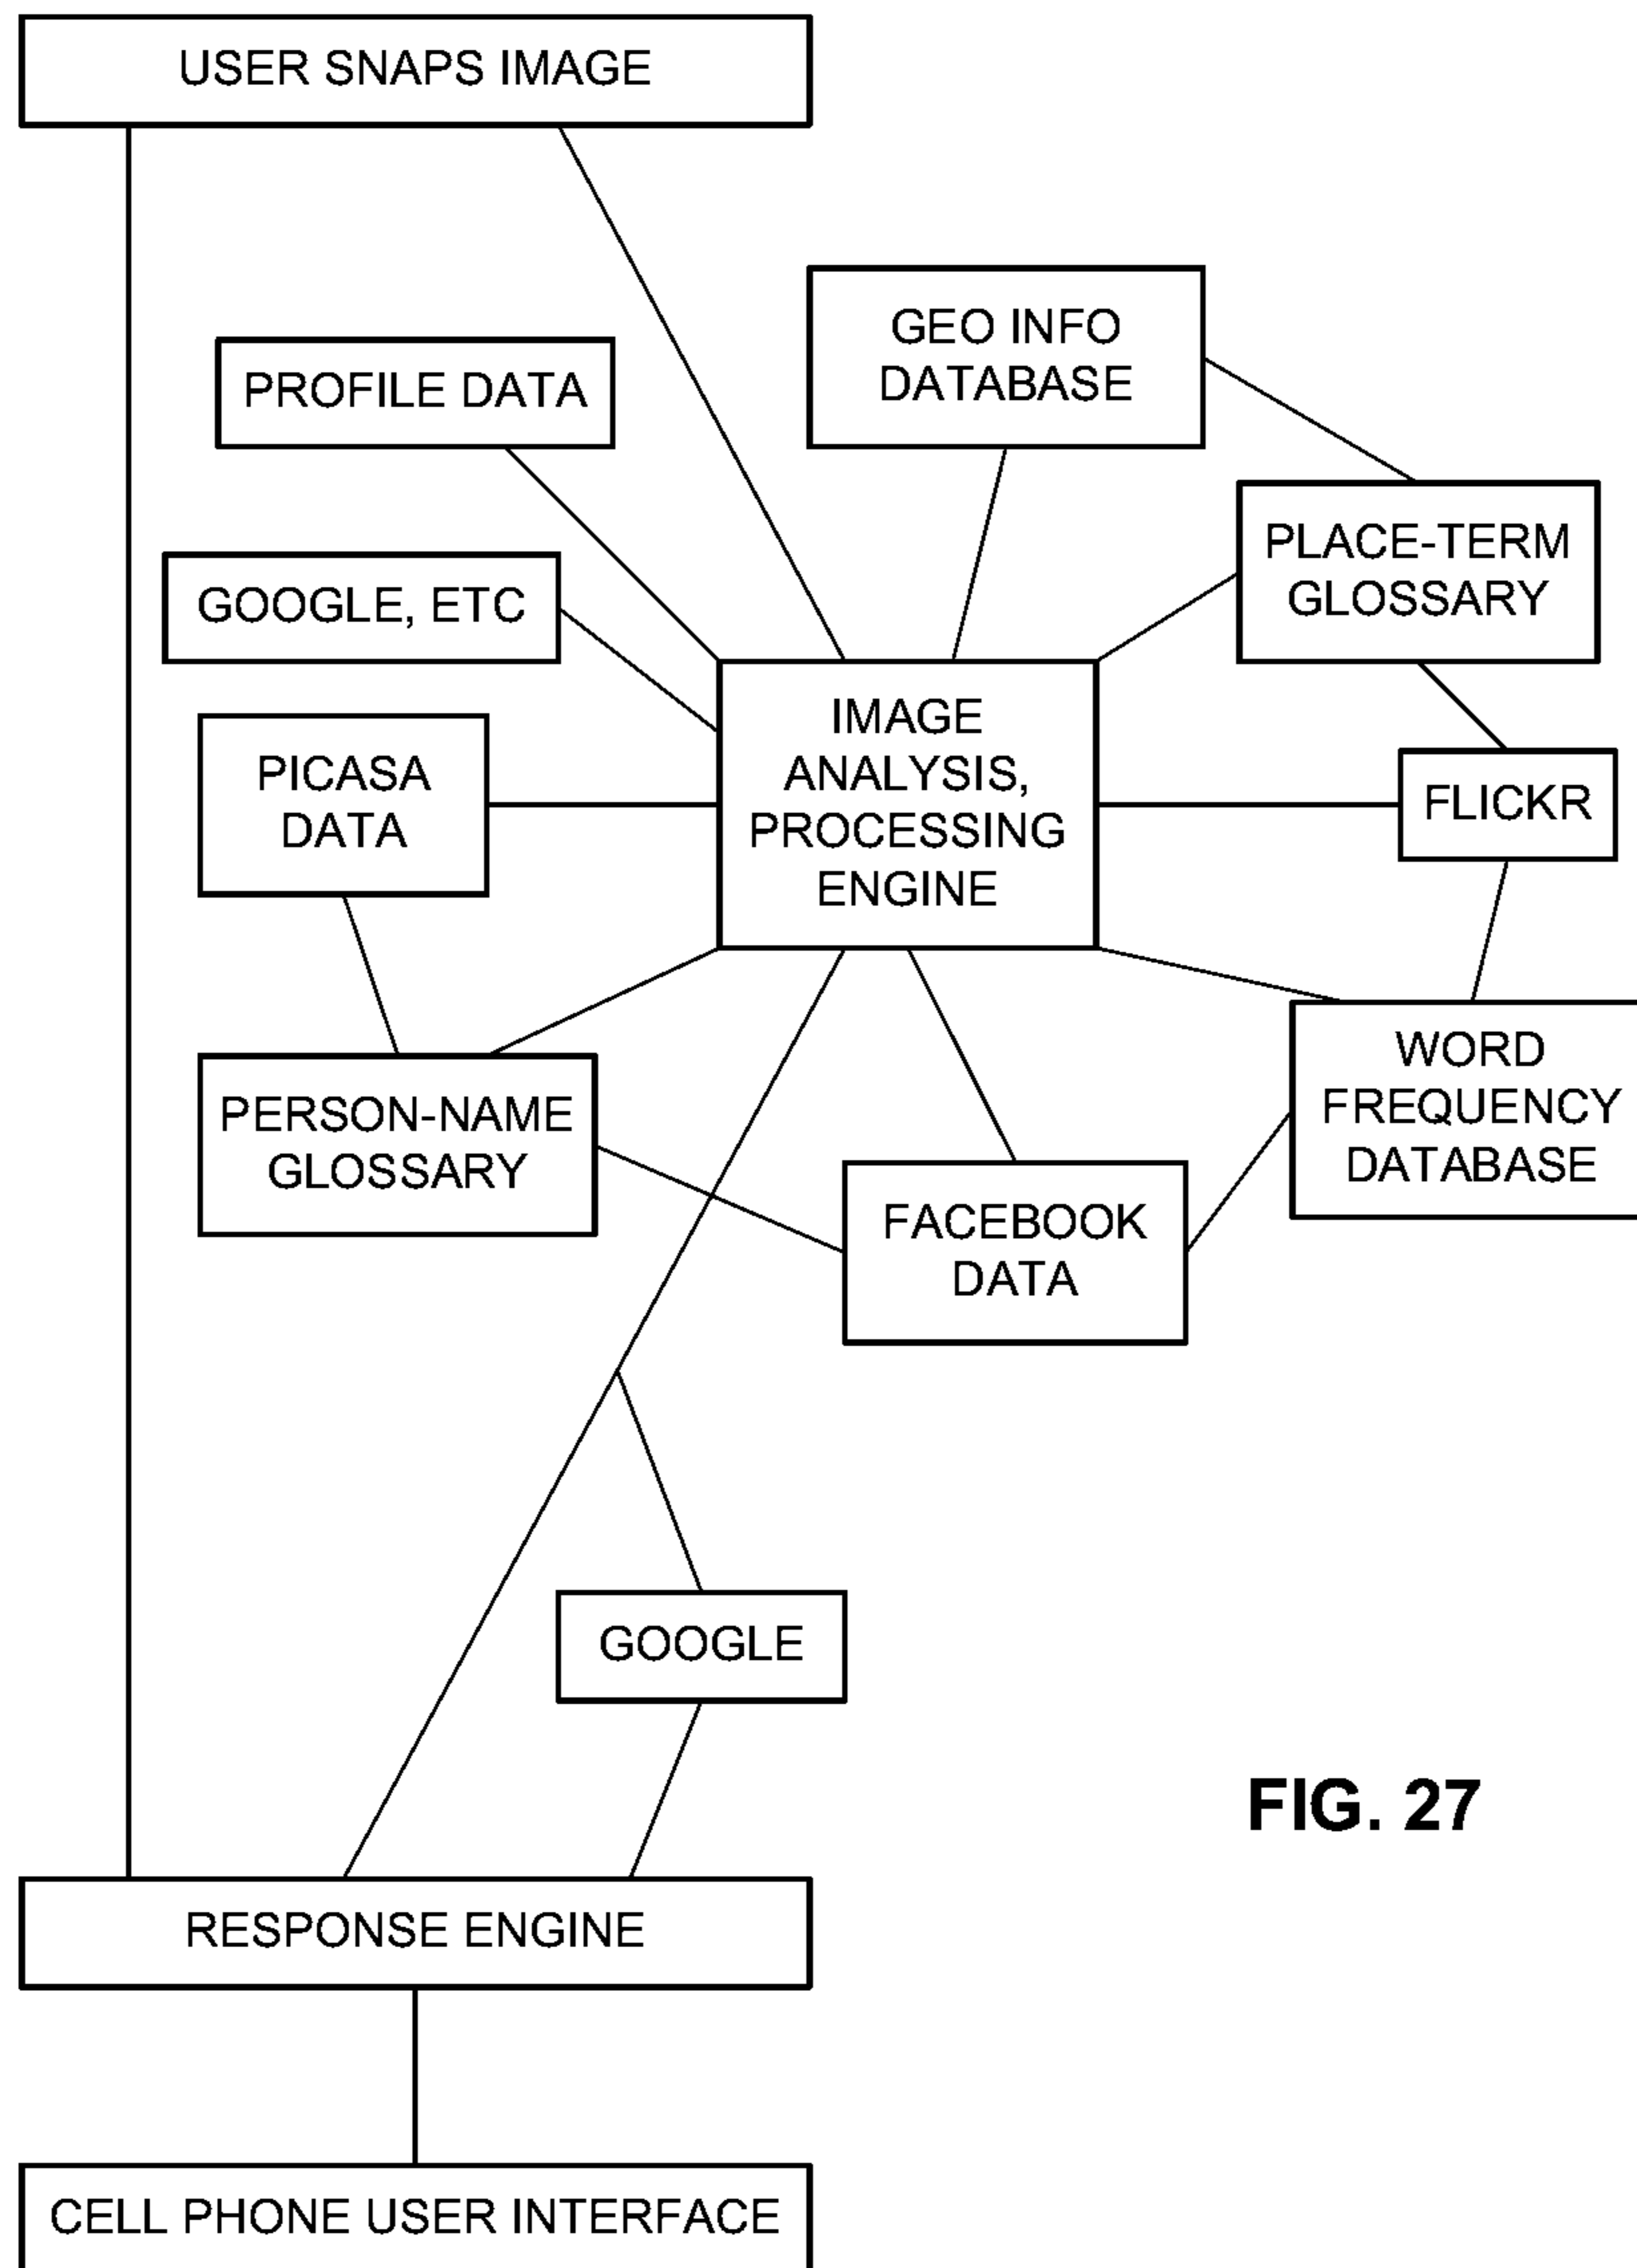 USER SNAPS IMAGE
GEO INFO
DATABASE
PROFILE DATA
PLACE-TERM
GLOSSARY
GOOGLE, ETC
IMAGE
ANALYSIS,
PROCESSING
ENGINE
PICASA
DATA
FLICKR
WORD
FREQUENCY
DATABASE
PERSON-NAME
GLOSSARY
FACEBOOK
DATA
GOOGLE
FIG. 27
RESPONSE ENGINE
CELL PHONE USER INTERFACE